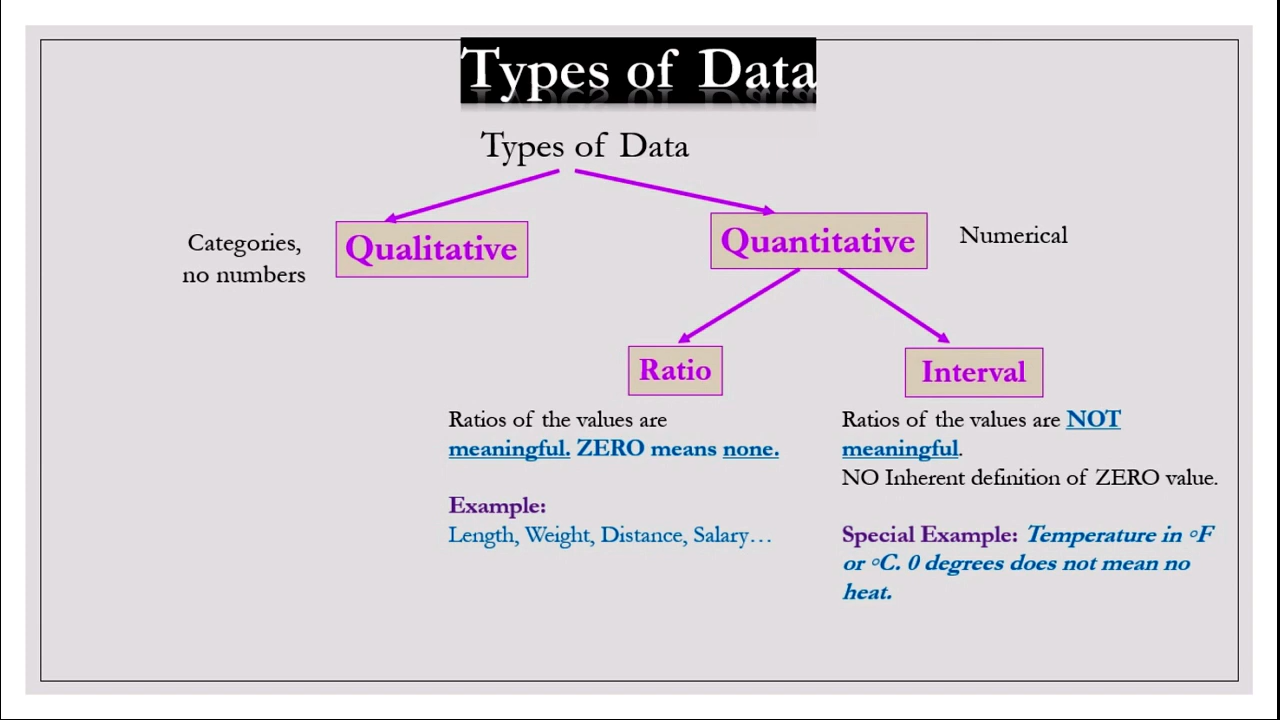 Types of Data
Types of Data
Categories,
no numbers
Qualitative
Quantitative
Numerical
Ratio
Interval
Ratios of the values are
meaningful. ZERO means none.
Example:
Length, Weight, Distance, Salary…
Ratios of the values are NOT
meaningful.
NO Inherent definition of ZERO value.
Special Example: Temperature in °F
or °C. 0 degrees does not mean no
heat.